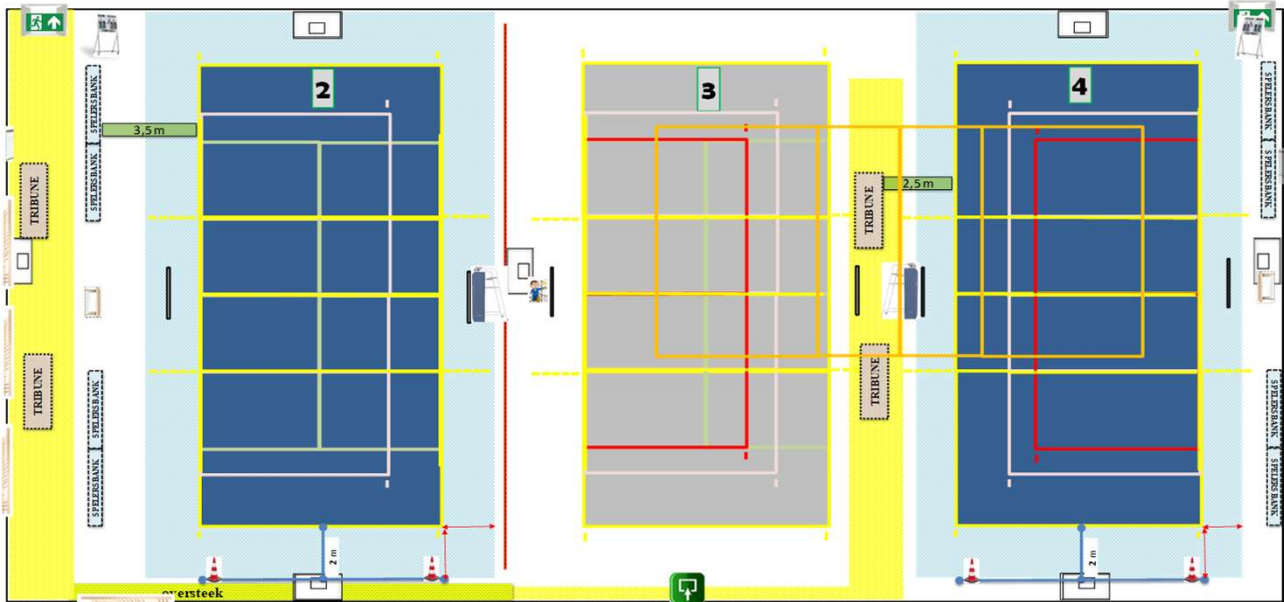 2
3
4
SPELERSBANK
SPELERSBANK
3,5 m
TRIBUNE
TRIBUNE
2,5 m
SPELERSBANK
SPELERSBANK
TRIBUNE
TRIBUNE
SPELERSBANK
SPELERSBANK
SPELERSBANK
SPELERSBANK
2 m
2 m
oversteek